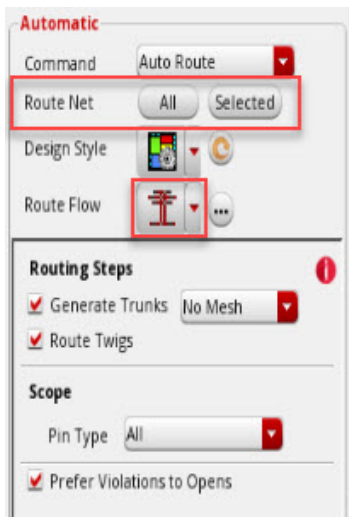 Automatic
Command Auto Route
Route Net All Selected
Design Style
Route Flow ...
Routing Steps
Generate Trunks No Mesh
Route Twigs
Scope
Pin Type All
Prefer Violations to Opens